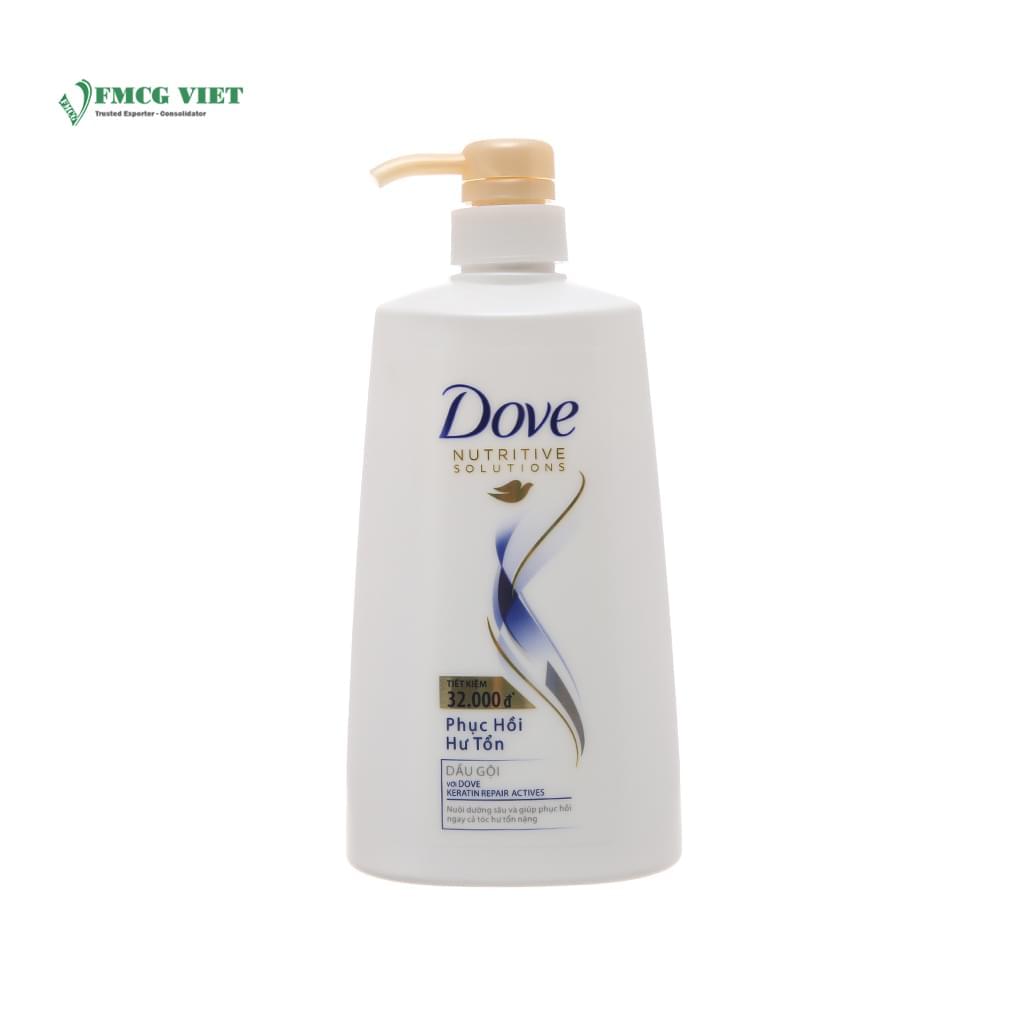 FMCG VIET
Trusted Exporter - Consolidator
Dove
NUTRITIVE
SOLUTIONS
TIẾT KIỆM
32.000 đ*
Phục Hồi
Hư Tổn
DẦU GỘI
VỚI DOVE
KERATIN REPAIR ACTIVES
Nuôi dưỡng sâu và giúp phục hồi
ngay cả tóc hư tổn nặng